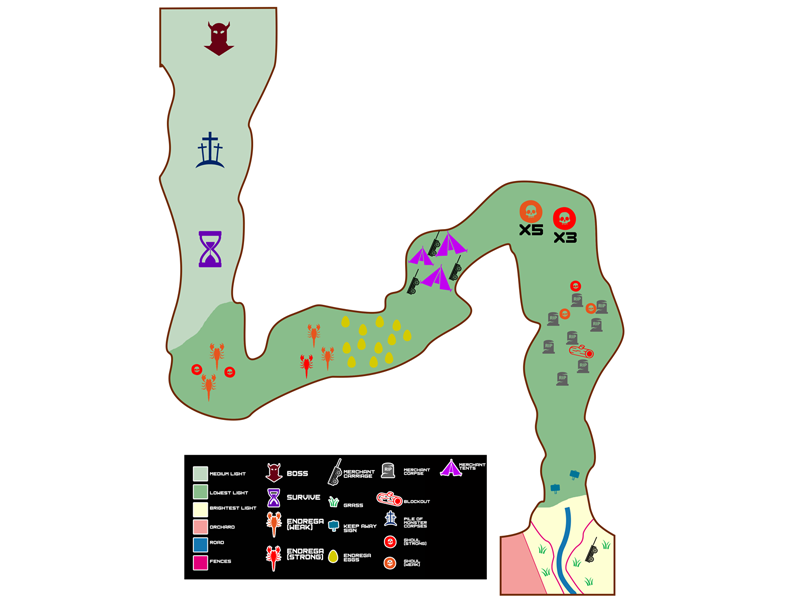 X5
X3
MEDIUM LIGHT
LOWEST LIGHT
BRIGHTEST LIGHT
ORCHARD
ROAD
FENCES
BOSS
SURVIVE
ENDREGA
(WEAK)
ENDREGA
(STRONG)
MERCHANT
CARRIAGE
GRASS
KEEP AWAY
SIGN
ENDREGA
EGGS
MERCHANT
CORPSE
BLOCKOUT
PILE OF
MONSTER
CORPSES
GHOUL
(STRONG)
GHOUL
(WEAK)
MERCHANT
TENTS